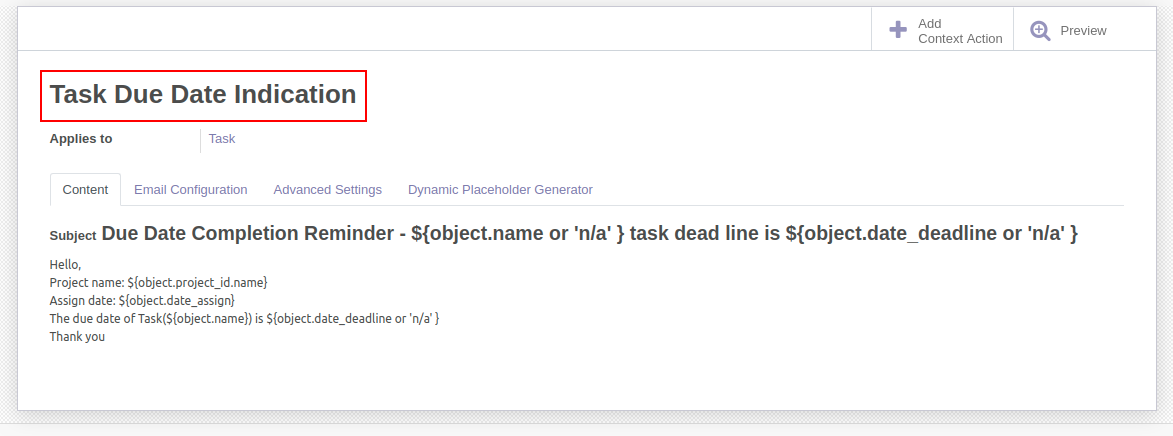 Add
Context Action
Preview
Task Due Date Indication
Applies to Task
Content Email Configuration Advanced Settings Dynamic Placeholder Generator
Subject Due Date Completion Reminder - ${object.name or 'n/a' } task dead line is ${object.date_deadline or 'n/a' }
Hello,
Project name: ${object.project_id.name}
Assign date: ${object.date_assign}
The due date of Task(${object.name}) is ${object.date_deadline or 'n/a' }
Thank you